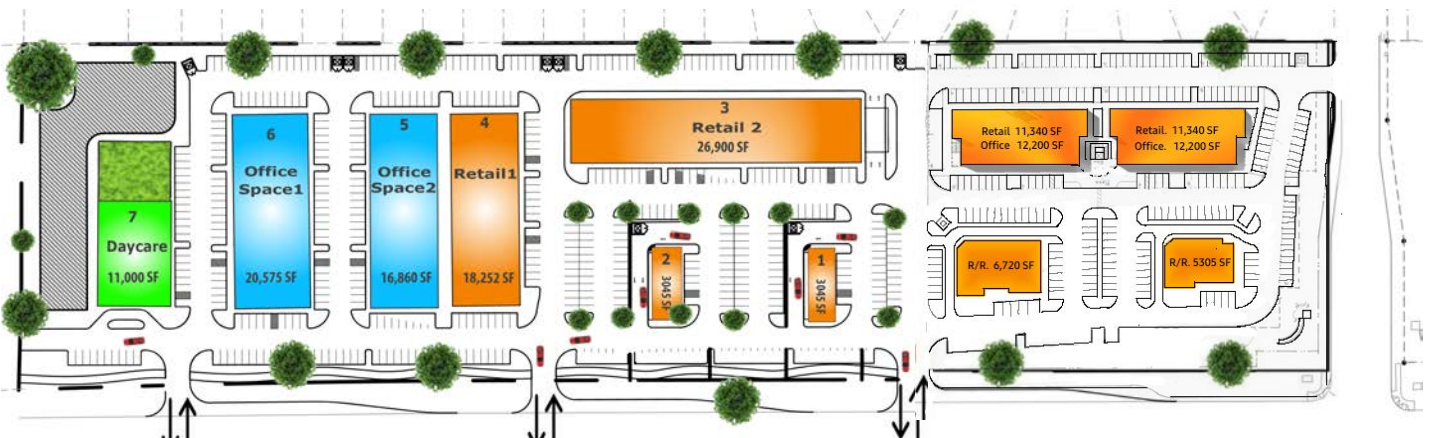 7
Daycare
11,000 SF
6
Office
Space1
20,575 SF
5
Office
Space2
16,860 SF
4
Retail1
18,252 SF
3
Retail 2
26,900 SF
2
3045 SF
1
3045 SF
Retail 11,340 SF
Office 12,200 SF
Retail. 11,340 SF
Office. 12,200 SF
R/R. 6,720 SF
R/R. 5305 SF